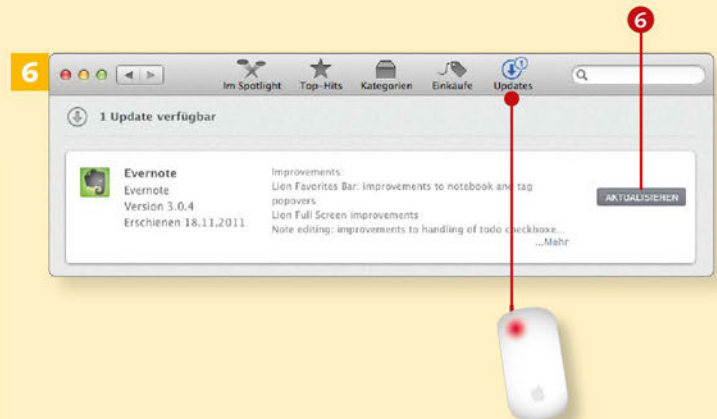 6
6
Im Spotlight Top-Hits Kategorien Einkäufe Updates
1
1 Update verfügbar
Evernote
Evernote
Version 3.0.4
Erschienen 18.11.2011
Improvements:
Lion Favorites Bar: improvements to notebook and tag
popovers
Lion Full Screen improvements
Note editing: improvements to handling of todo checkboxe...
...Mehr
AKTUALISIEREN